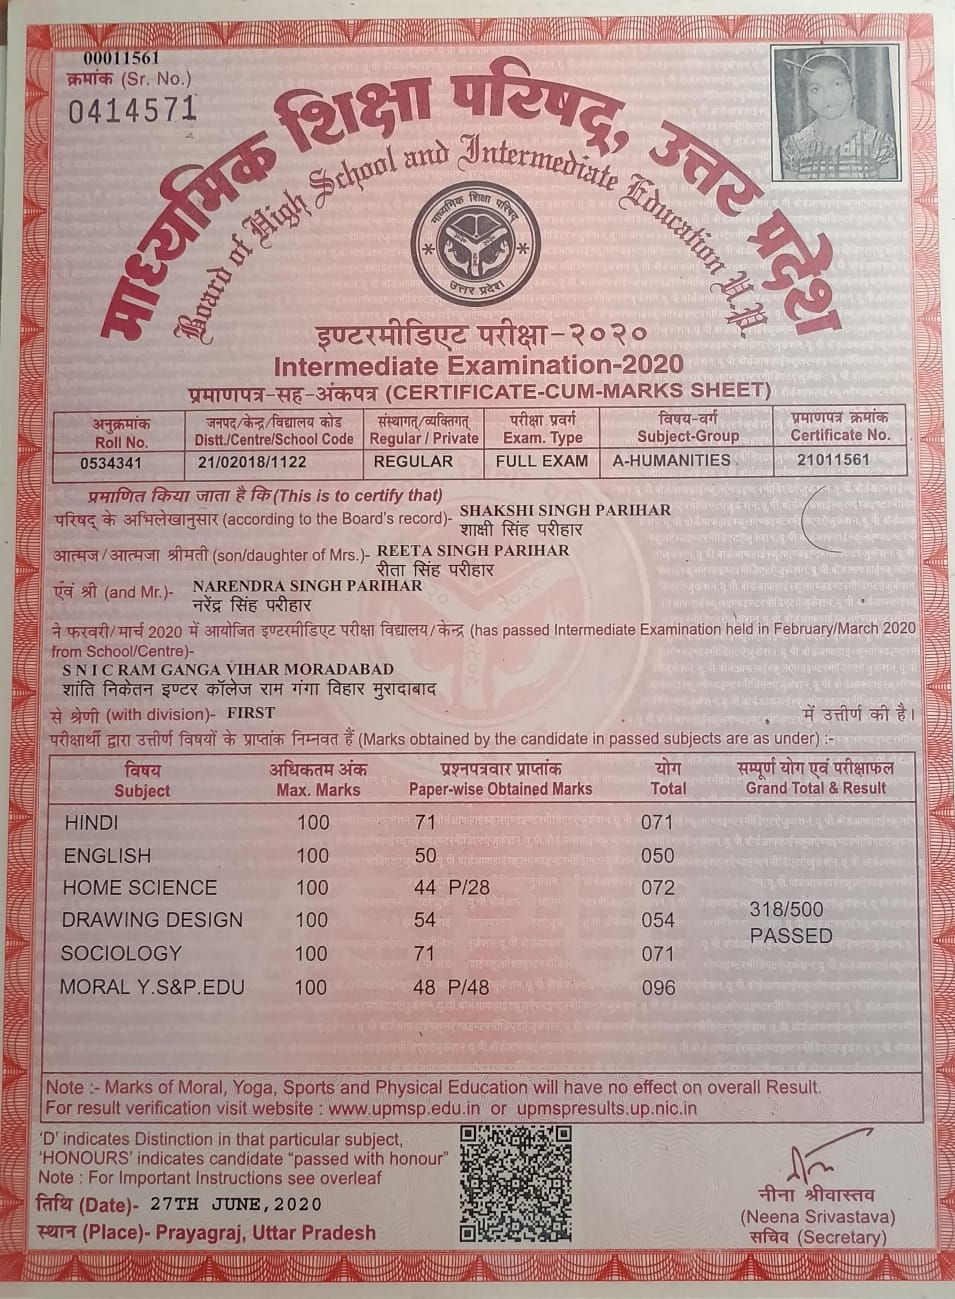 00011561
क्रमांक (Sr. No.)
0414571
माध्यमिक शिक्षा परिषद्, उत्तर प्रदेश
Board of High School and Intermediate Education U.P.
माध्यमिक शिक्षा परिषद्
उत्तर प्रदेश
इण्टरमीडिएट परीक्षा-२०२०
Intermediate Examination-2020
प्रमाणपत्र-सह-अंकपत्र (CERTIFICATE-CUM-MARKS SHEET)
अनुक्रमांक जनपद/केन्द्र/विद्यालय कोड संस्थागत/व्यक्तिगत परीक्षा प्रवर्ग विषय-वर्ग प्रमाणपत्र क्रमांक
Roll No. Distt./Centre/School Code Regular / Private Exam. Type Subject-Group Certificate No.
0534341 21/02018/1122 REGULAR FULL EXAM A-HUMANITIES 21011561
प्रमाणित किया जाता है कि (This is to certify that)
परिषद् के अभिलेखानुसार (according to the Board's record)- SHAKSHI SINGH PARIHAR
शाक्षी सिंह परीहार
आत्मज/आत्मजा श्रीमती (son/daughter of Mrs.)- REETA SINGH PARIHAR
रीता सिंह परीहार
एंव श्री (and Mr.)- NARENDRA SINGH PARIHAR
नरेंद्र सिंह परीहार
ने फरवरी/मार्च 2020 में आयोजित इण्टरमीडिएट परीक्षा विद्यालय/केन्द्र (has passed Intermediate Examination held in February/March 2020
from School/Centre)-
S N I C RAM GANGA VIHAR MORADABAD
शांति निकेतन इण्टर कॉलेज राम गंगा विहार मुरादाबाद
से श्रेणी (with division)- FIRST में उत्तीर्ण की है।
परीक्षार्थी द्वारा उत्तीर्ण विषयों के प्राप्तांक निम्नवत हैं (Marks obtained by the candidate in passed subjects are as under) :-
विषय अधिकतम अंक प्रश्नपत्रवार प्राप्तांक योग सम्पूर्ण योग एवं परीक्षाफल
Subject Max. Marks Paper-wise Obtained Marks Total Grand Total & Result
HINDI 100 71 071
ENGLISH 100 50 050
HOME SCIENCE 100 44 P/28 072
DRAWING DESIGN 100 54 054
318/500
PASSED
SOCIOLOGY 100 71 071
MORAL Y.S&P.EDU 100 48 P/48 096
Note :- Marks of Moral, Yoga, Sports and Physical Education will have no effect on overall Result.
For result verification visit website : www.upmsp.edu.in or upmspresults.up.nic.in
'D' indicates Distinction in that particular subject,
'HONOURS' indicates candidate "passed with honour"
Note : For Important Instructions see overleaf
तिथि (Date)- 27TH JUNE, 2020
स्थान (Place)- Prayagraj, Uttar Pradesh
नीना श्रीवास्तव
(Neena Srivastava)
सचिव (Secretary)